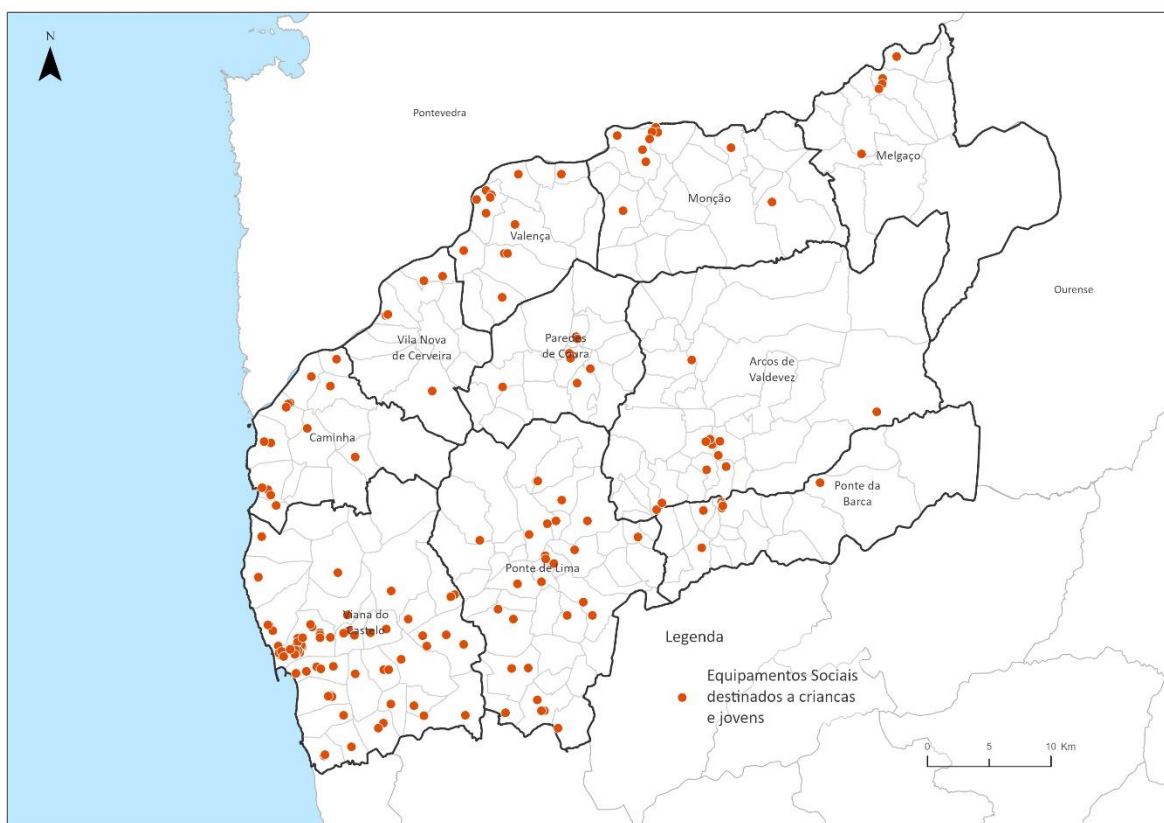 N
Pontevedra
Melgaço
Monção
Valença
Ourense
Vila Nova
de Cerveira
Paredes
de Coura
Arcos de
Valdevez
Caminha
Ponte da
Barca
Ponte de Lima
Viana do
Castelo
Legenda
Equipamentos Sociais
destinados a criancas
e jovens
0 5 10 Km